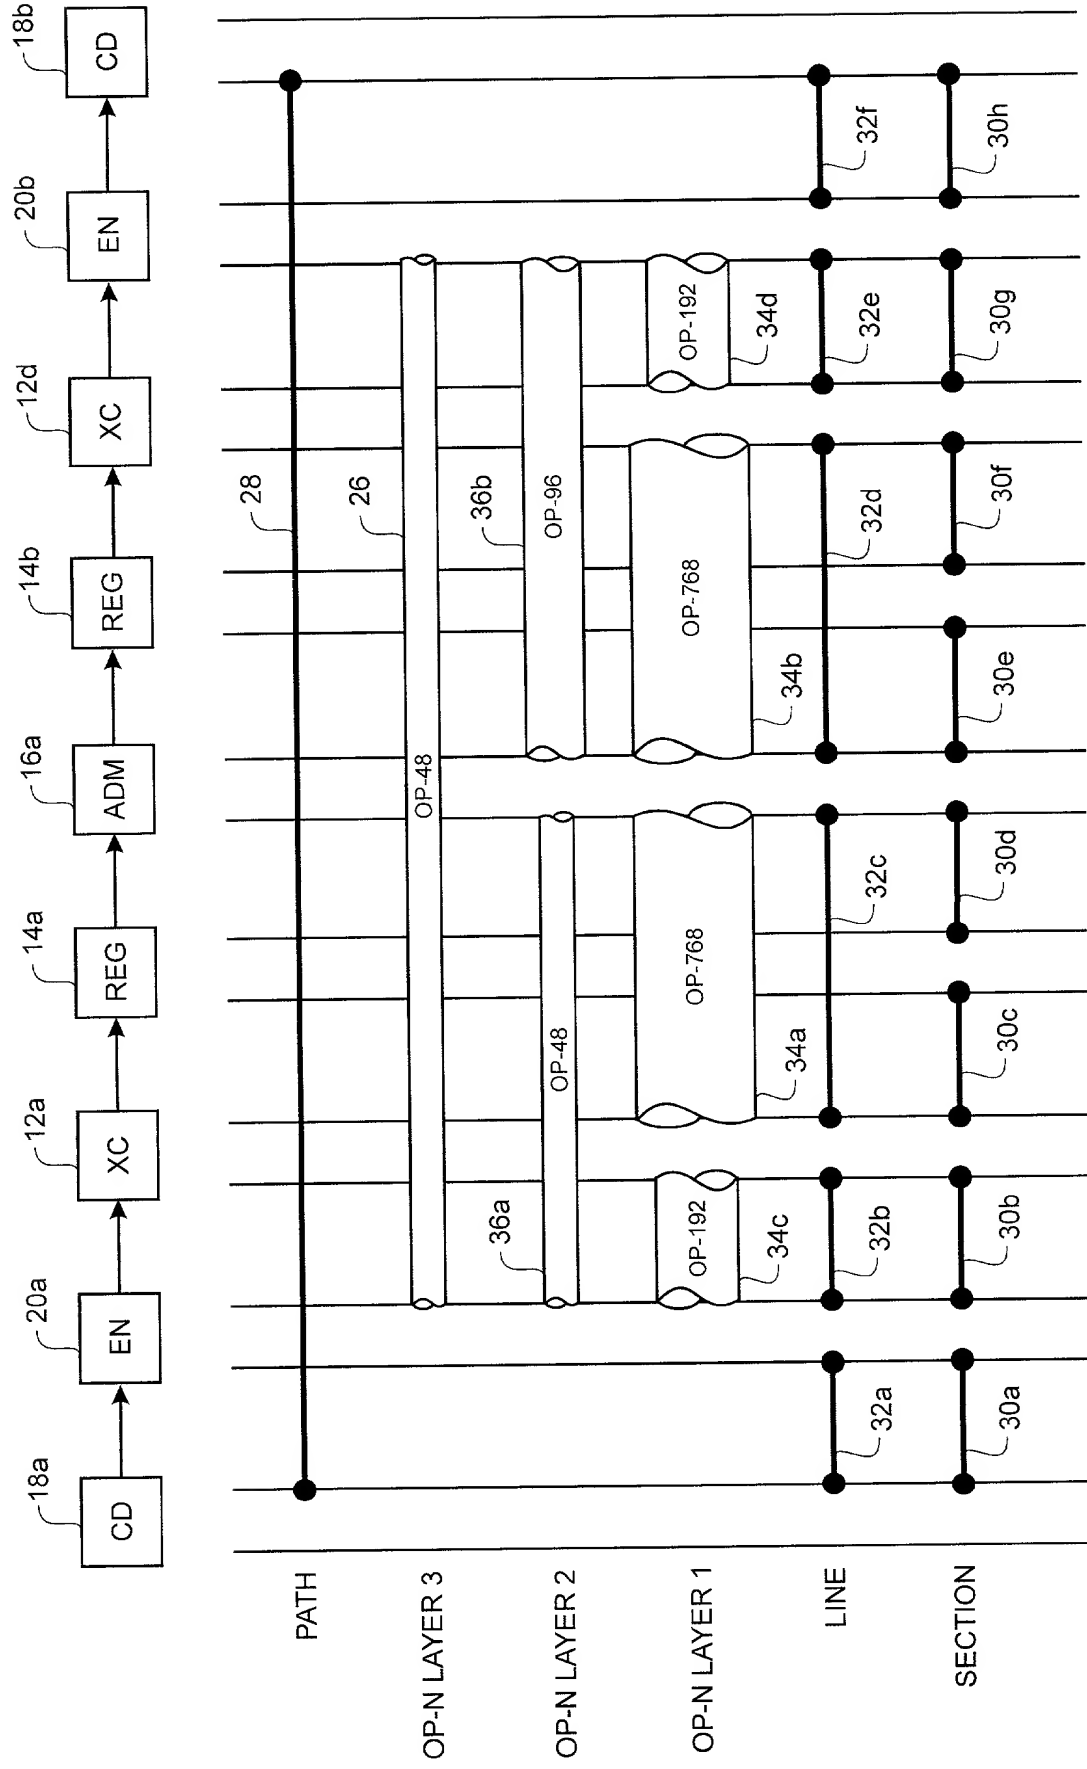 18a 20a 12a 14a 16a 14b 12d 20b 18b
CD EN XC REG ADM REG XC EN CD
PATH
28
OP-N LAYER 3
OP-48
26
OP-N LAYER 2
36a
OP-48
36b
OP-96
OP-N LAYER 1
OP-192 OP-768 OP-768 OP-192
34c 34a 34b 34d
LINE
32a 32b 32c 32d 32e 32f
SECTION
30a 30b 30c 30d 30e 30f 30g 30h